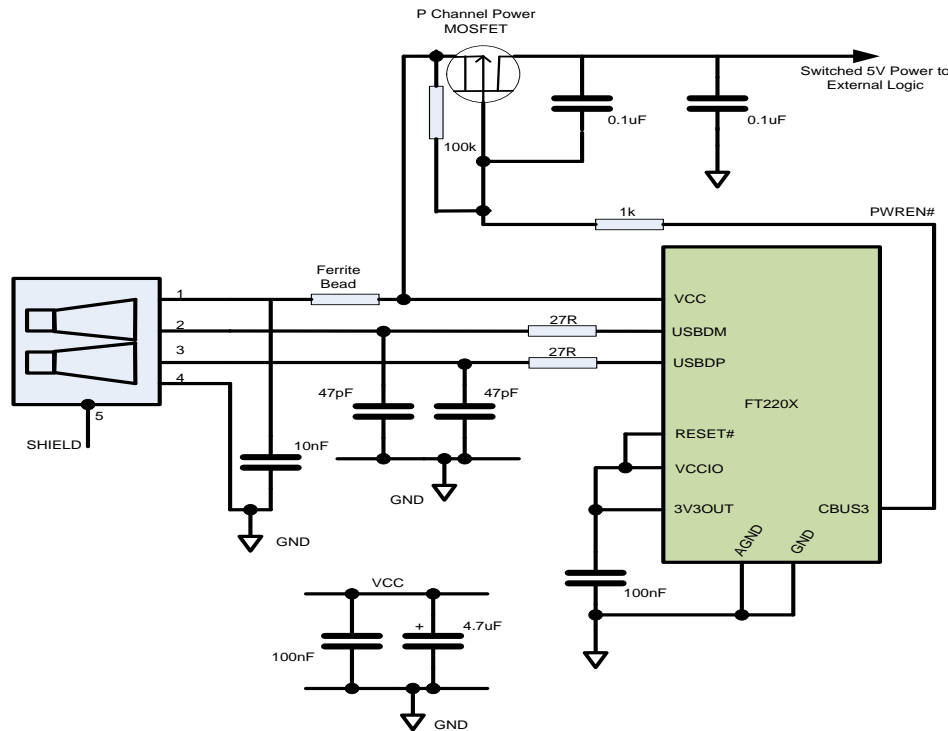 P Channel Power
MOSFET
Switched 5V Power to
External Logic
0.1uF
0.1uF
100k
1k
PWREN#
Ferrite
Bead
1
VCC
2
27R
USBDM
3
27R
USBDP
4
47pF
47pF
FT220X
5
SHIELD
10nF
RESET#
VCCIO
GND
3V3OUT
CBUS3
GND
AGND
GND
100nF
VCC
+
4.7uF
100nF
GND